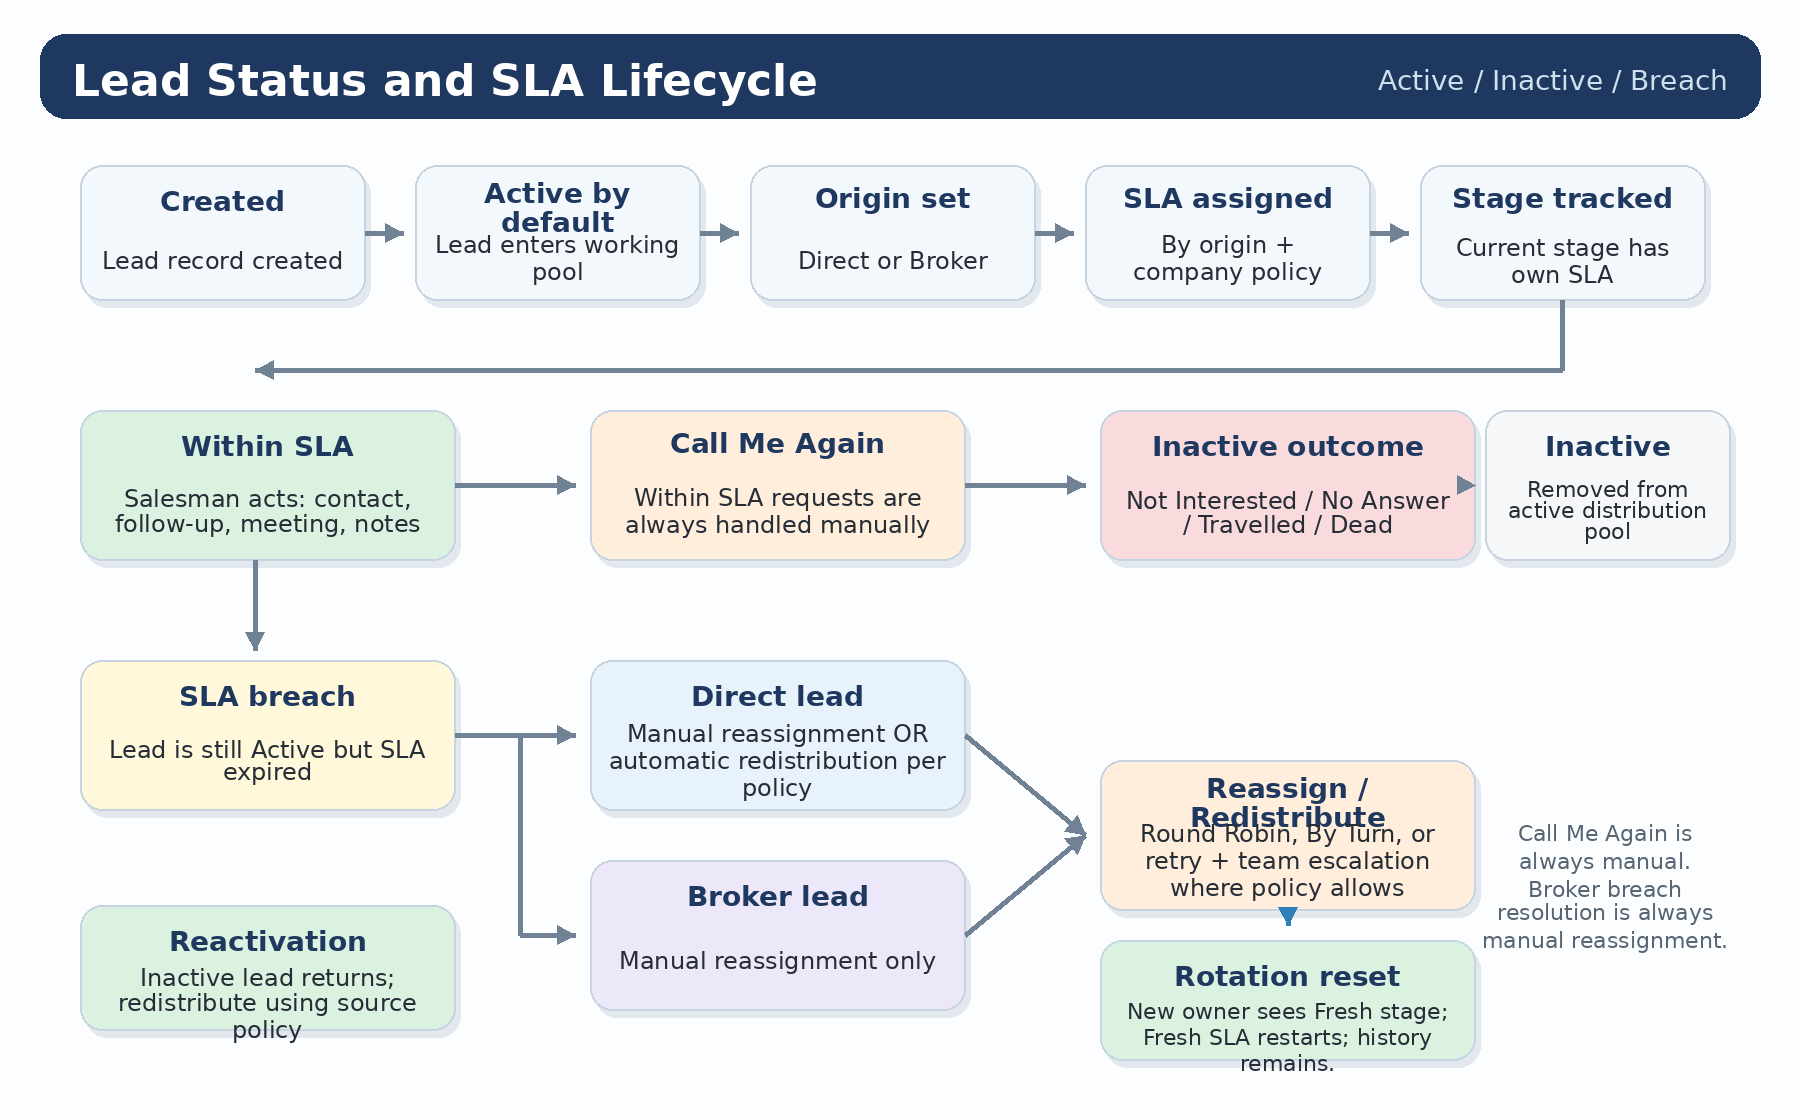 Lead Status and SLA Lifecycle
Active / Inactive / Breach
Created
Lead record created
Active by
default
Lead enters working
pool
Origin set
Direct or Broker
SLA assigned
By origin +
company policy
Stage tracked
Current stage has
own SLA
Within SLA
Salesman acts: contact,
follow-up, meeting, notes
Call Me Again
Within SLA requests are
always handled manually
Inactive outcome
Not Interested / No Answer
/ Travelled / Dead
Inactive
Removed from
active distribution
pool
SLA breach
Lead is still Active but SLA
expired
Direct lead
Manual reassignment OR
automatic redistribution per
policy
Broker lead
Manual reassignment only
Reassign /
Redistribute
Round Robin, By Turn, or
retry + team escalation
where policy allows
Call Me Again is
always manual.
Broker breach
resolution is always
manual reassignment.
Reactivation
Inactive lead returns;
redistribute using source
policy
Rotation reset
New owner sees Fresh stage;
Fresh SLA restarts; history
remains.